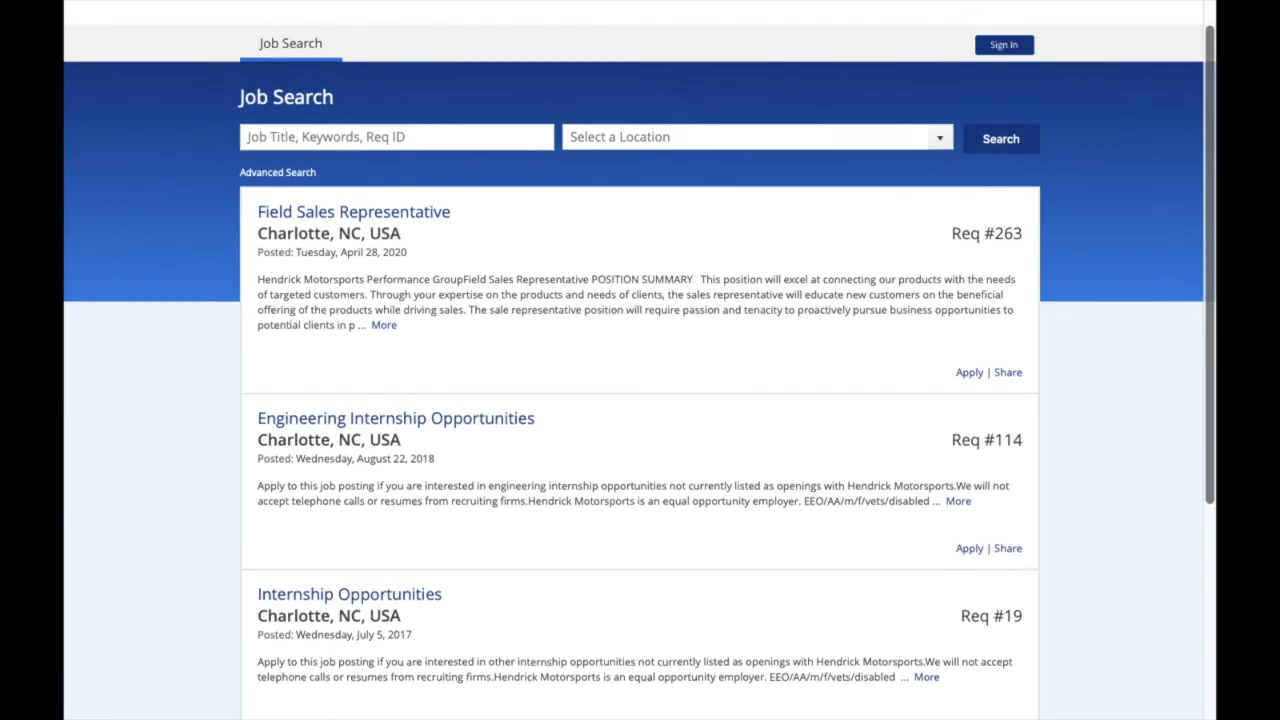 Job Search
Sign In
Job Search
Job Title, Keywords, Req ID
Select a Location
Search
Advanced Search
Field Sales Representative
Charlotte, NC, USA
Req #263
Posted: Tuesday, April 28, 2020
Hendrick Motorsports Performance GroupField Sales Representative POSITION SUMMARY This position will excel at connecting our products with the needs
of targeted customers. Through your expertise on the products and needs of clients, the sales representative will educate new customers on the beneficial
offering of the products while driving sales. The sale representative position will require passion and tenacity to proactively pursue business opportunities to
potential clients in p ... More
Apply | Share
Engineering Internship Opportunities
Charlotte, NC, USA
Req #114
Posted: Wednesday, August 22, 2018
Apply to this job posting if you are interested in engineering internship opportunities not currently listed as openings with Hendrick Motorsports.We will not
accept telephone calls or resumes from recruiting firms.Hendrick Motorsports is an equal opportunity employer. EEO/AA/m/f/vets/disabled ... More
Apply | Share
Internship Opportunities
Charlotte, NC, USA
Req #19
Posted: Wednesday, July 5, 2017
Apply to this job posting if you are interested in other internship opportunities not currently listed as openings with Hendrick Motorsports.We will not accept
telephone calls or resumes from recruiting firms.Hendrick Motorsports is an equal opportunity employer. EEO/AA/m/f/vets/disabled ... More